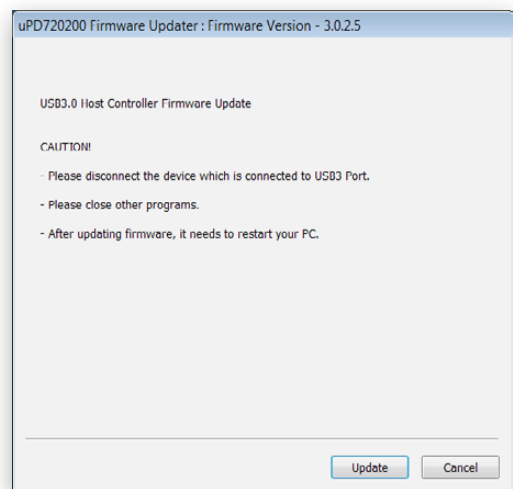 uPD720200 Firmware Updater : Firmware Version - 3.0.2.5
USB3.0 Host Controller Firmware Update
CAUTION!
- Please disconnect the device which is connected to USB3 Port.
- Please close other programs.
- After updating firmware, it needs to restart your PC.
Update
Cancel